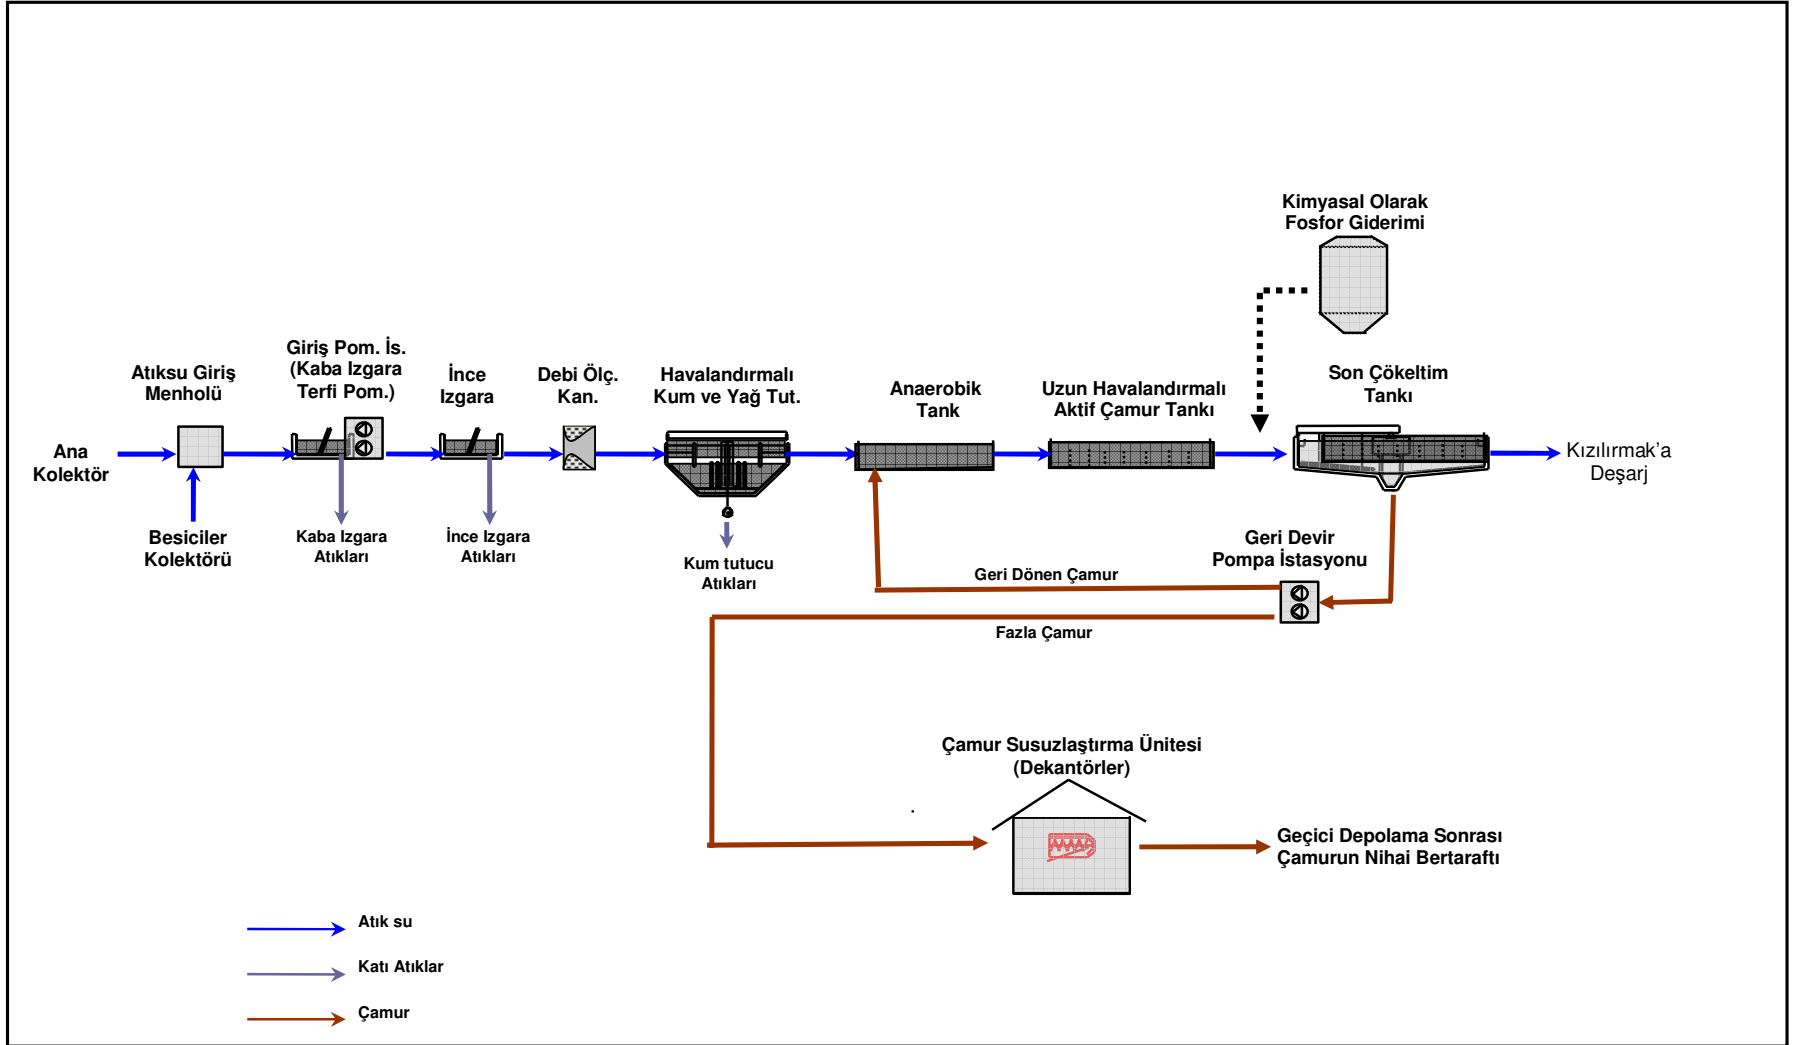 Kimyasal Olarak
Fosfor Giderimi
Atıksu Giriş
Menholü
Giriş Pom. İs.
(Kaba Izgara
Terfi Pom.)
İnce
Izgara
Debi Ölç.
Kan.
Havalandırmalı
Kum ve Yağ Tut.
Anaerobik
Tank
Uzun Havalandırmalı
Aktif Çamur Tankı
Son Çökeltim
Tankı
Ana
Kolektör
Kızılırmak'a
Deşarj
Besiciler
Kolektörü
Kaba Izgara
Atıkları
İnce Izgara
Atıkları
Kum tutucu
Atıkları
Geri Devir
Pompa İstasyonu
Geri Dönen Çamur
Fazla Çamur
Çamur Susuzlaştırma Ünitesi
(Dekantörler)
Geçici Depolama Sonrası
Çamurun Nihai Bertaraftı
Atık su
Katı Atıklar
Çamur